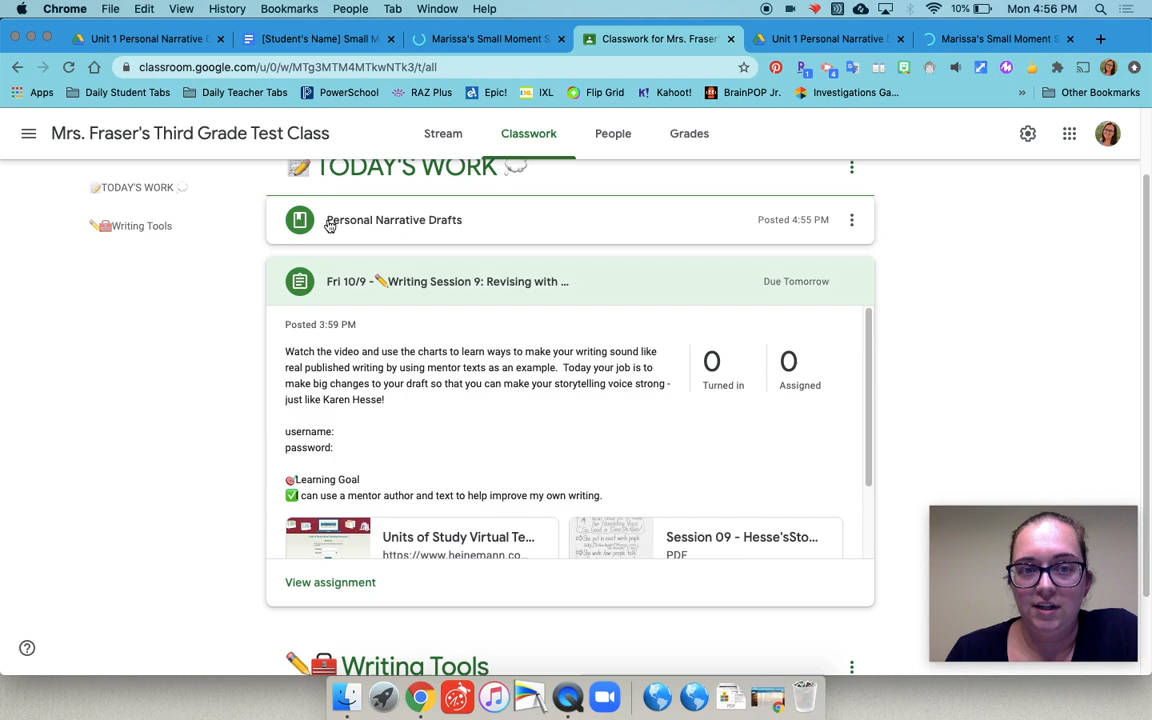 Chrome File Edit View History Bookmarks People Tab Window Help 10% Mon 4:56 PM
Unit 1 Personal Narrative D × [Student's Name] Small M × Marissa's Small Moment S × Classwork for Mrs. Fraser' × Unit 1 Personal Narrative D × Marissa's Small Moment S × +
classroom.google.com/u/0/w/MTg3MTM4MTkwNTk3/t/all
Apps Daily Student Tabs Daily Teacher Tabs PowerSchool RAZ Plus Epic! IXL Flip Grid Kahoot! BrainPOP Jr. Investigations Ga... » Other Bookmarks
Mrs. Fraser's Third Grade Test Class Stream Classwork People Grades
📝TODAY'S WORK 💭
✏️🧰Writing Tools
📝 TODAY'S WORK 💭
Personal Narrative Drafts Posted 4:55 PM
Fri 10/9 -✏️Writing Session 9: Revising with ... Due Tomorrow
Posted 3:59 PM
Watch the video and use the charts to learn ways to make your writing sound like
real published writing by using mentor texts as an example.  Today your job is to
make big changes to your draft so that you can make your storytelling voice strong -
just like Karen Hesse!
0 Turned in
0 Assigned
username:
password:
🎯Learning Goal
✅I can use a mentor author and text to help improve my own writing.
Units of Study Virtual Te...
https://www.heinemann.co...
Session 09 - Hesse'sSto...
PDF
View assignment
✏️🧰 Writing Tools